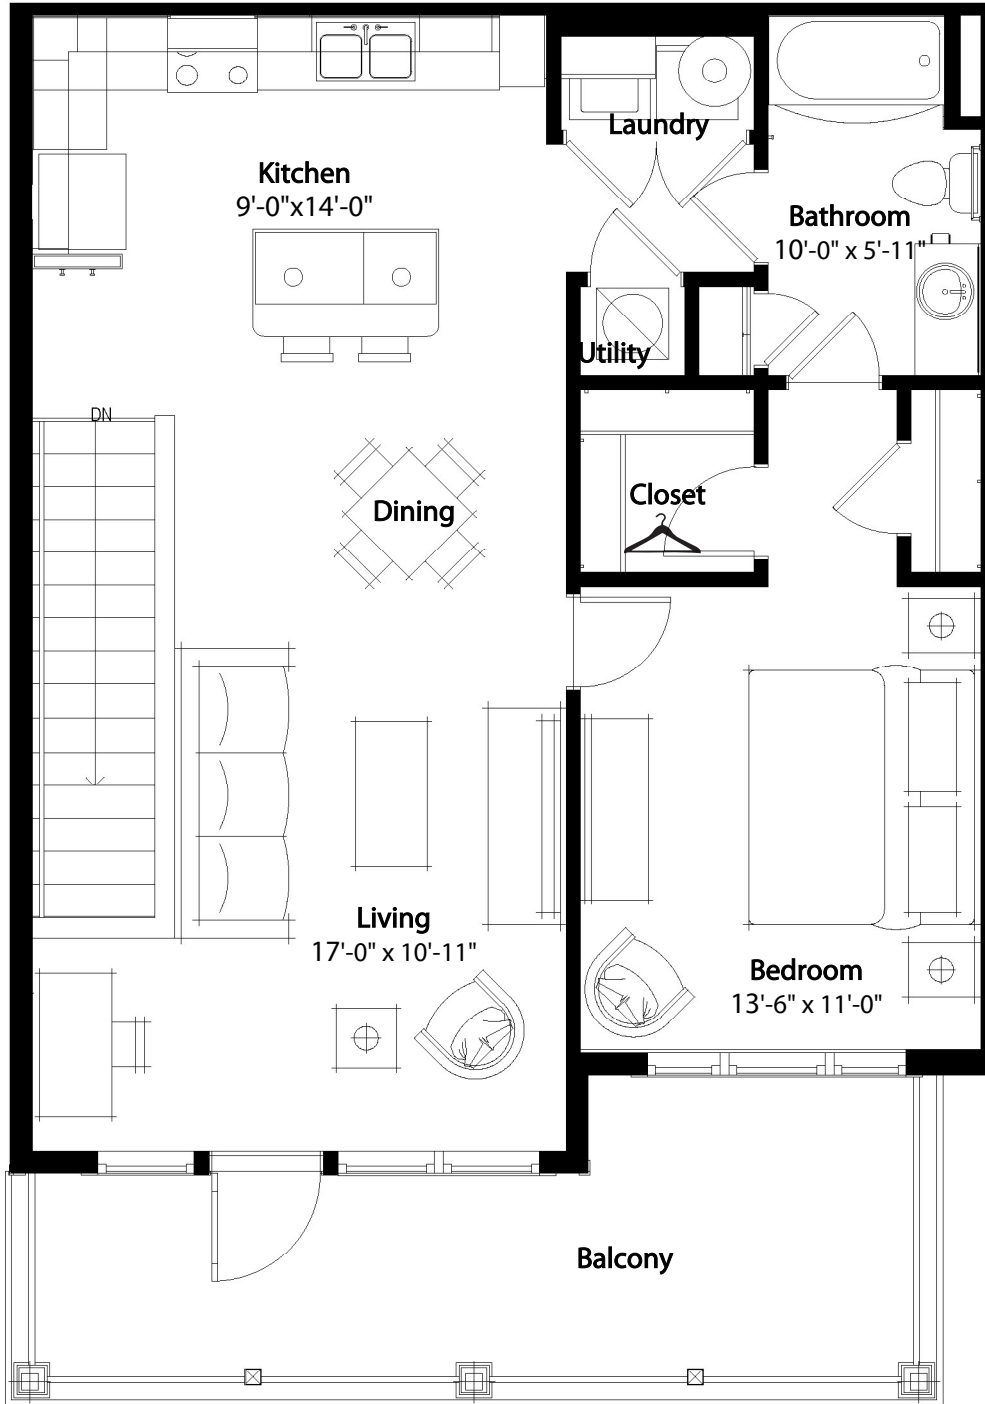 Laundry
Kitchen
9'-0"x14'-0"
Bathroom
10'-0" x 5'-11"
Utility
DN
Closet
Dining
Living
17'-0" x 10'-11"
Bedroom
13'-6" x 11'-0"
Balcony